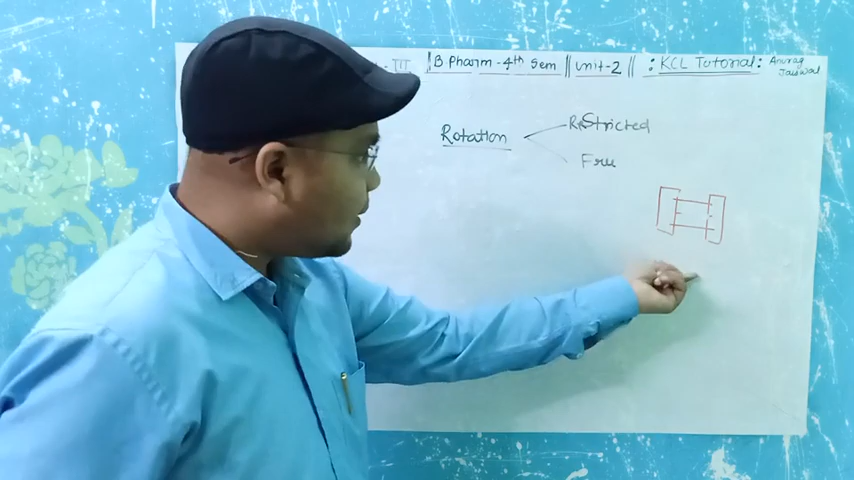 B. Pharm - 4th Sem || unit-2 || : KCL Tutorial : Anurag
Jaiswal
Rotation
Restricted
Free